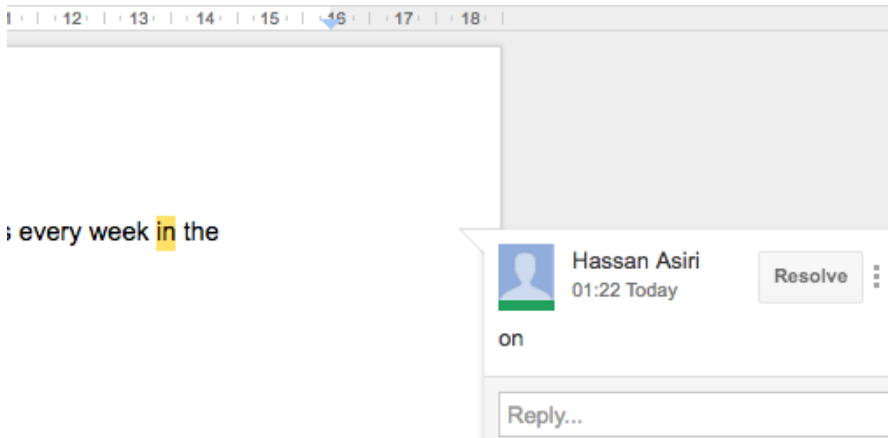 12 13 14 15 16 17 18
every week in the
Hassan Asiri
01:22 Today
Resolve
on
Reply...